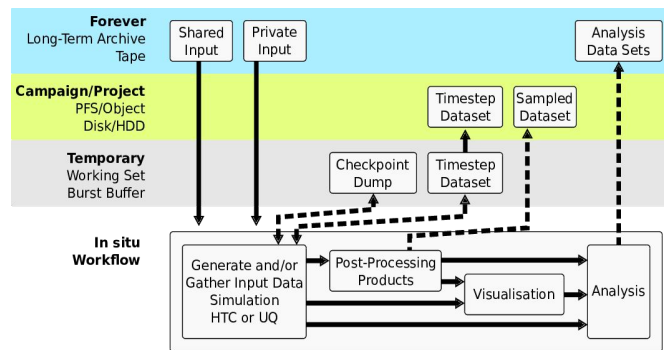 Forever
Long-Term Archive
Tape
Shared
Input
Private
Input
Analysis
Data Sets
Campaign/Project
PFS/Object
Disk/HDD
Timestep
Dataset
Sampled
Dataset
Temporary
Working Set
Burst Buffer
Checkpoint
Dump
Timestep
Dataset
In situ
Workflow
Generate and/or
Gather Input Data
Simulation
HTC or UQ
Post-Processing
Products
Visualisation
Analysis